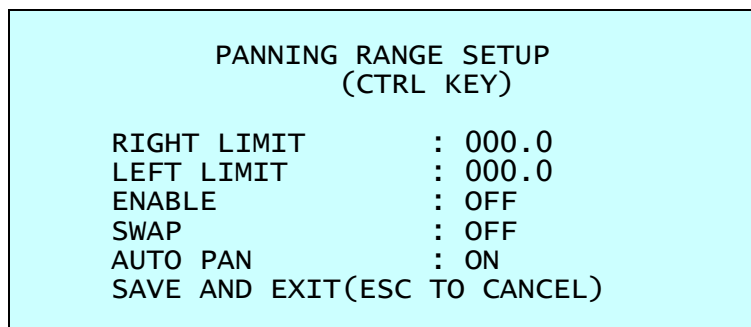 PANNING RANGE SETUP
(CTRL KEY)
RIGHT LIMIT : 000.0
LEFT LIMIT : 000.0
ENABLE : OFF
SWAP : OFF
AUTO PAN : ON
SAVE AND EXIT(ESC TO CANCEL)